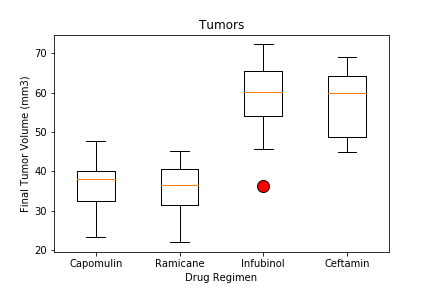 Tumors
Final Tumor Volume (mm3)
70
60
50
40
30
20
Capomulin Ramicane Infubinol Ceftamin
Drug Regimen